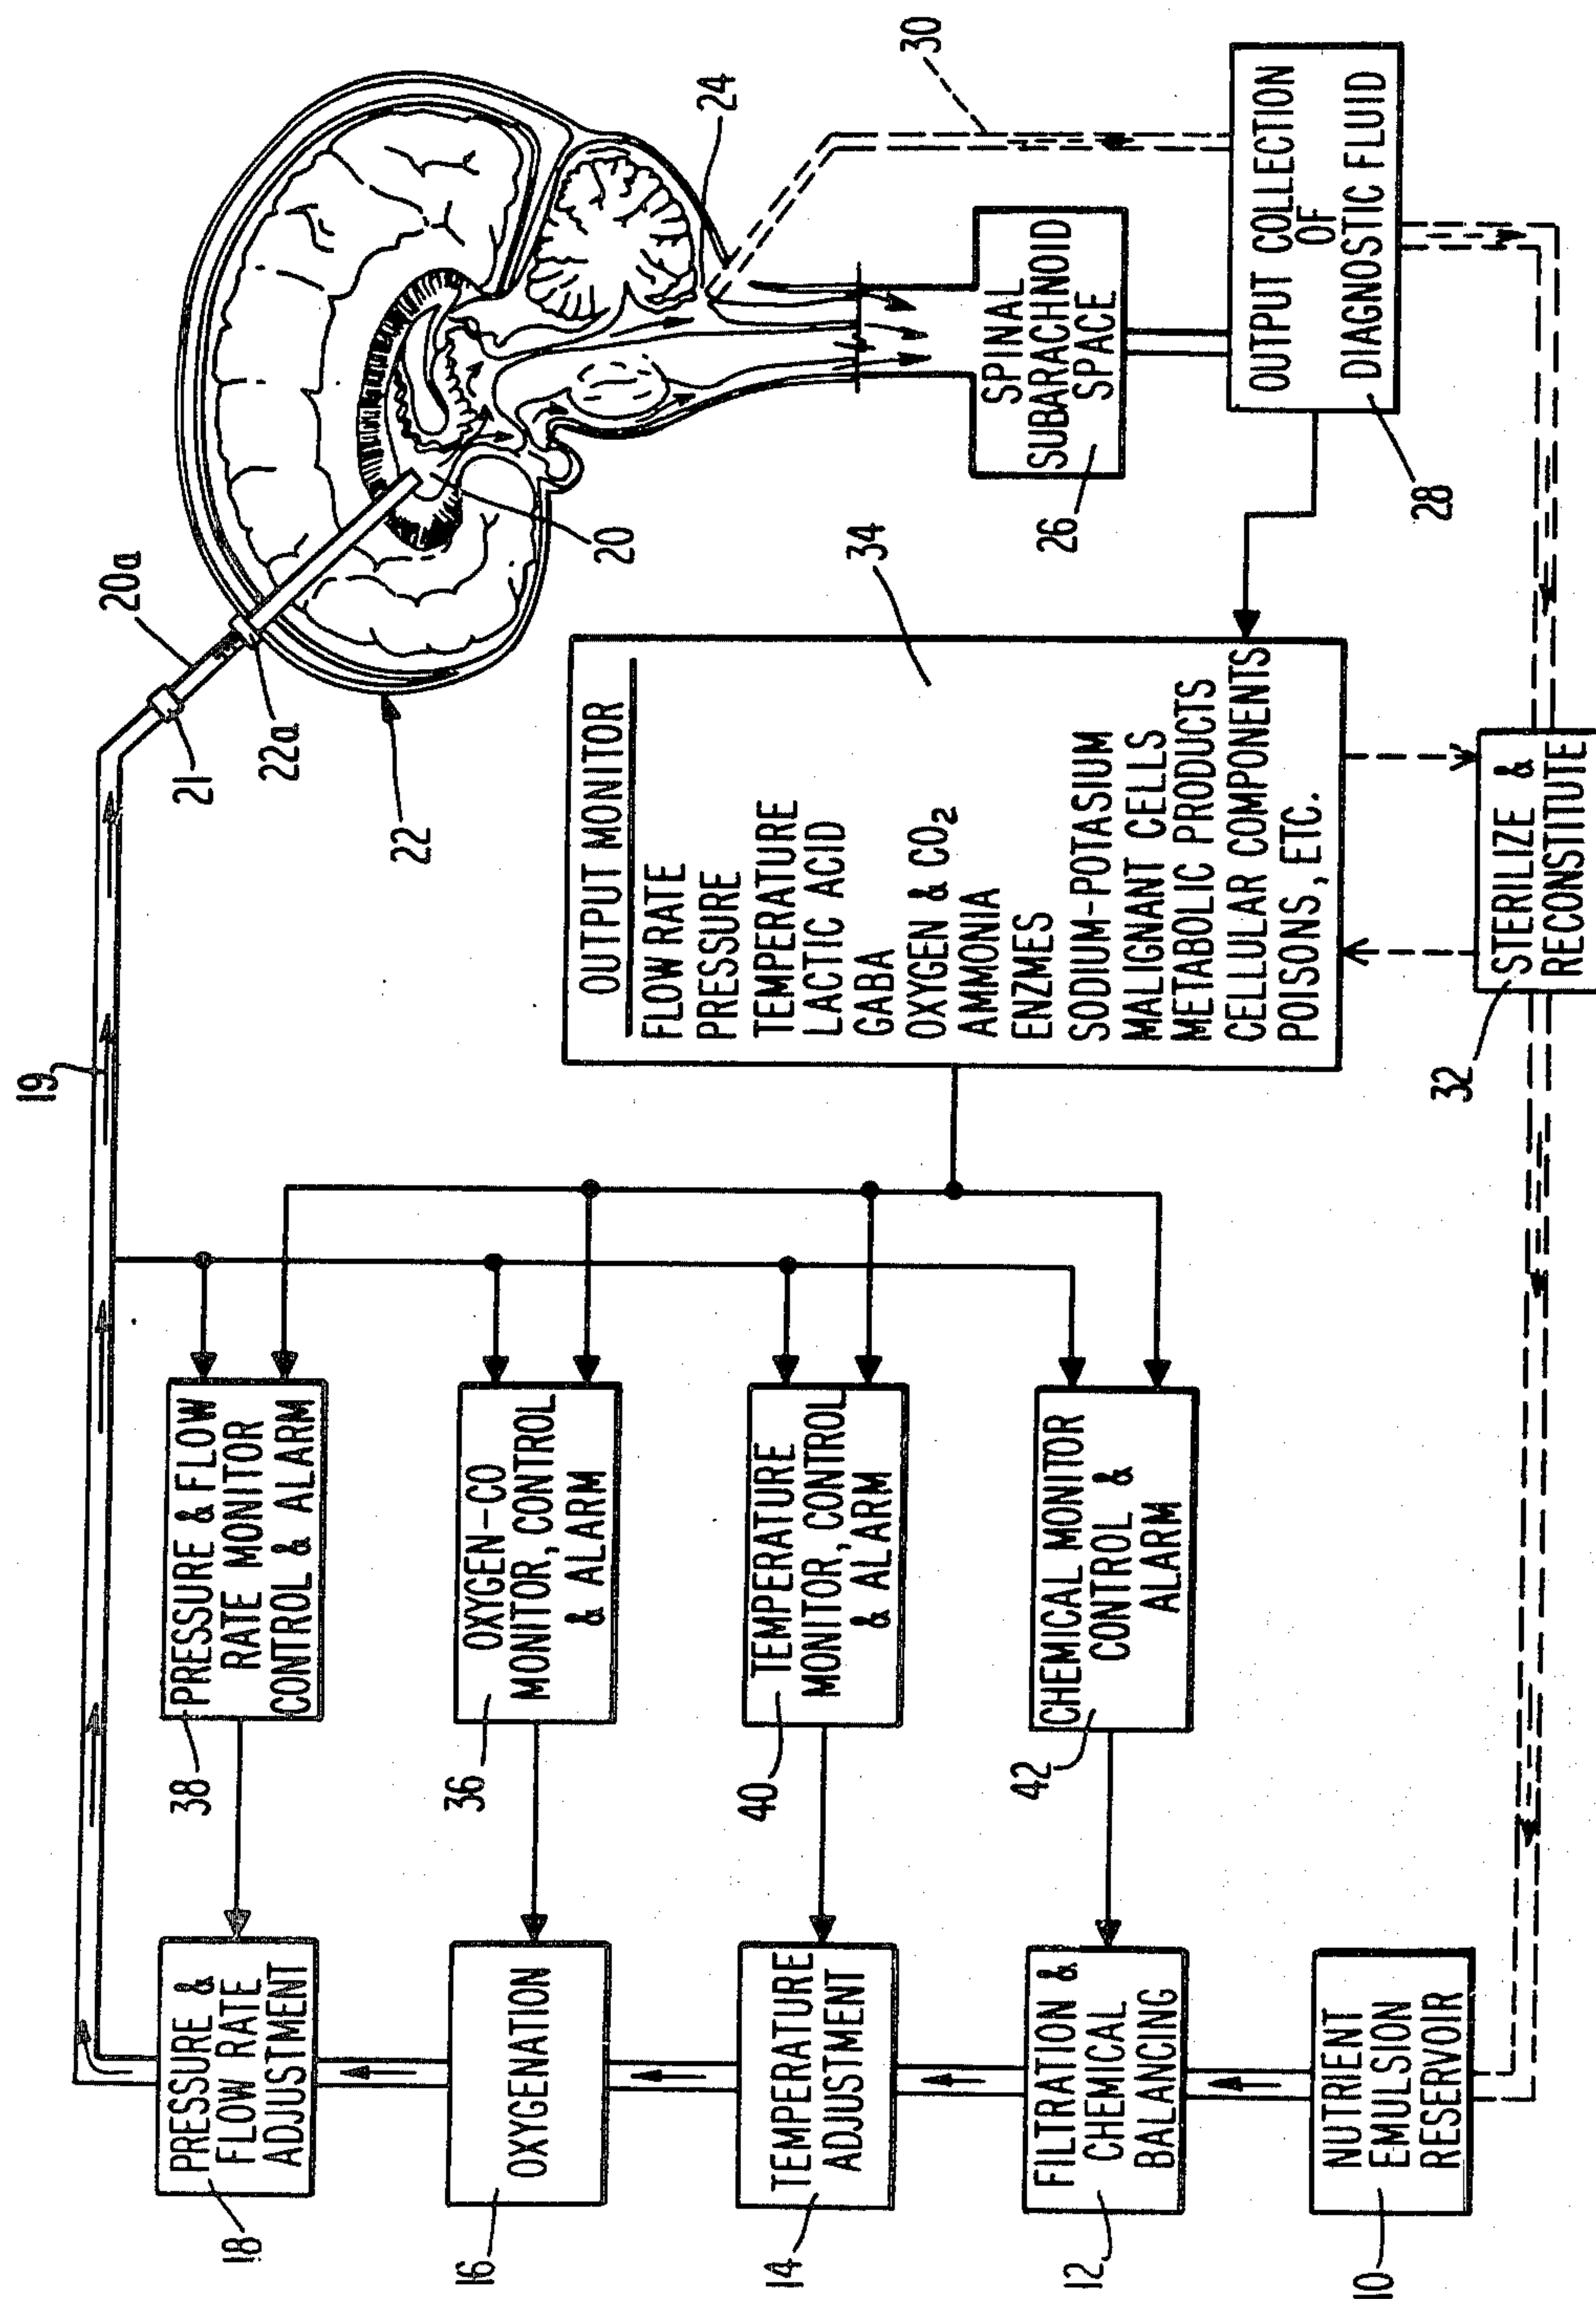 19
20a
21
22a
22
20
24
30
18
PRESSURE &
FLOW RATE
ADJUSTMENT
38
PRESSURE & FLOW
RATE MONITOR
CONTROL & ALARM
16
OXYGENATION
36
OXYGEN-CO
MONITOR, CONTROL
& ALARM
14
TEMPERATURE
ADJUSTMENT
40
TEMPERATURE
MONITOR, CONTROL
& ALARM
12
FILTRATION &
CHEMICAL
BALANCING
42
CHEMICAL MONITOR
CONTROL &
ALARM
10
NUTRIENT
EMULSION
RESERVOIR
OUTPUT MONITOR
34
FLOW RATE
PRESSURE
TEMPERATURE
LACTIC ACID
GABA
OXYGEN & CO2
AMMONIA
ENZMES
SODIUM-POTASIUM
MALIGNANT CELLS
METABOLIC PRODUCTS
CELLULAR COMPONENTS
POISONS, ETC.
SPINAL
SUBARACHNOID
SPACE
26
OUTPUT COLLECTION
OF
DIAGNOSTIC FLUID
28
32
STERILIZE &
RECONSTITUTE